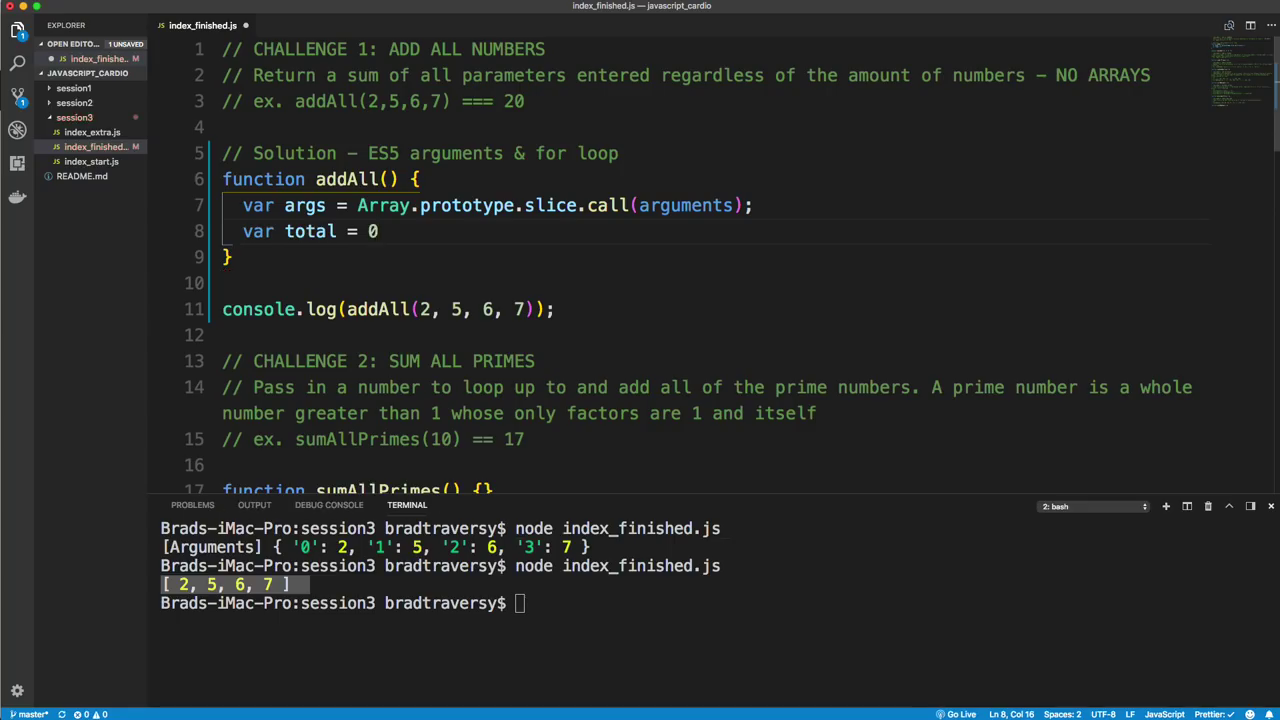 index_finished.js — javascript_cardio
EXPLORER
OPEN EDITO...
1 UNSAVED
JS index_finishe...
JAVASCRIPT_CARDIO
session1
session2
session3
JS index_extra.js
JS index_finished...
M
JS index_start.js
README.md
JS index_finished.js
1 // CHALLENGE 1: ADD ALL NUMBERS
2 // Return a sum of all parameters entered regardless of the amount of numbers - NO ARRAYS
3 // ex. addAll(2,5,6,7) === 20
4
5 // Solution - ES5 arguments & for loop
6 function addAll() {
7 var args = Array.prototype.slice.call(arguments);
8 var total = 0
9 }
10
11 console.log(addAll(2, 5, 6, 7));
12
13 // CHALLENGE 2: SUM ALL PRIMES
14 // Pass in a number to loop up to and add all of the prime numbers. A prime number is a whole
number greater than 1 whose only factors are 1 and itself
15 // ex. sumAllPrimes(10) == 17
16
17 function sumAllPrimes() {}
PROBLEMS OUTPUT DEBUG CONSOLE TERMINAL
2: bash
Brads-iMac-Pro:session3 bradtraversy$ node index_finished.js
[Arguments] { '0': 2, '1': 5, '2': 6, '3': 7 }
Brads-iMac-Pro:session3 bradtraversy$ node index_finished.js
[ 2, 5, 6, 7 ]
Brads-iMac-Pro:session3 bradtraversy$
1
1
master* 0 0
Go Live Ln 8, Col 16 Spaces: 2 UTF-8 LF JavaScript Prettier: ✓